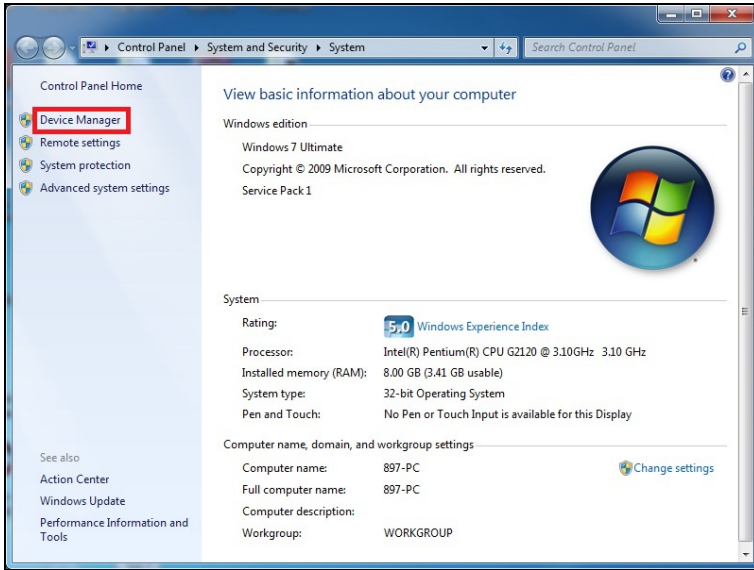 Control Panel ▸ System and Security ▸ System
Search Control Panel
Control Panel Home
Device Manager
Remote settings
System protection
Advanced system settings
See also
Action Center
Windows Update
Performance Information and
Tools
View basic information about your computer
Windows edition
Windows 7 Ultimate
Copyright © 2009 Microsoft Corporation. All rights reserved.
Service Pack 1
System
Rating: 5.0 Windows Experience Index
Processor: Intel(R) Pentium(R) CPU G2120 @ 3.10GHz 3.10 GHz
Installed memory (RAM): 8.00 GB (3.41 GB usable)
System type: 32-bit Operating System
Pen and Touch: No Pen or Touch Input is available for this Display
Computer name, domain, and workgroup settings
Computer name: 897-PC Change settings
Full computer name: 897-PC
Computer description:
Workgroup: WORKGROUP